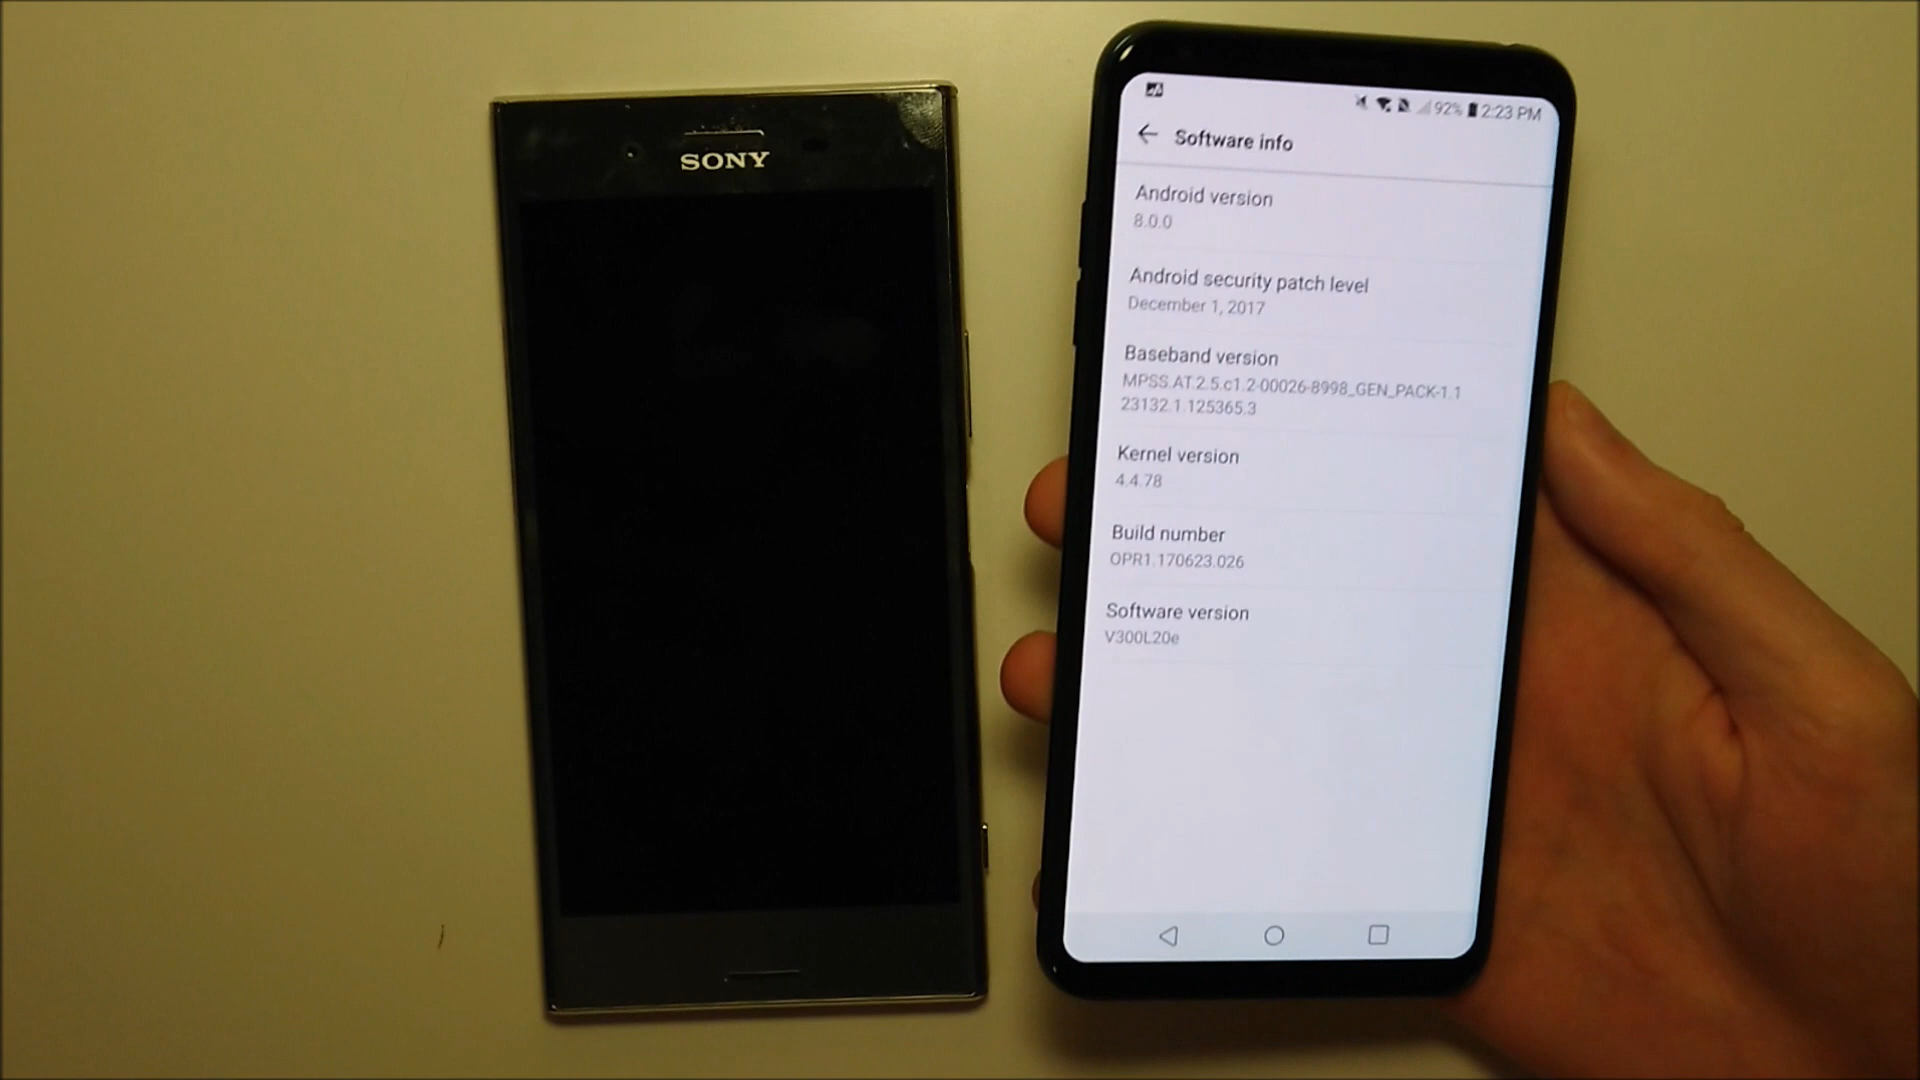 SONY
92% 2:23 PM
Software info
Android version
8.0.0
Android security patch level
December 1, 2017
Baseband version
MPSS.AT.2.5.c1.2-00026-8998_GEN_PACK-1.1
23132.1.125365.3
Kernel version
4.4.78
Build number
OPR1.170623.026
Software version
V300L20e